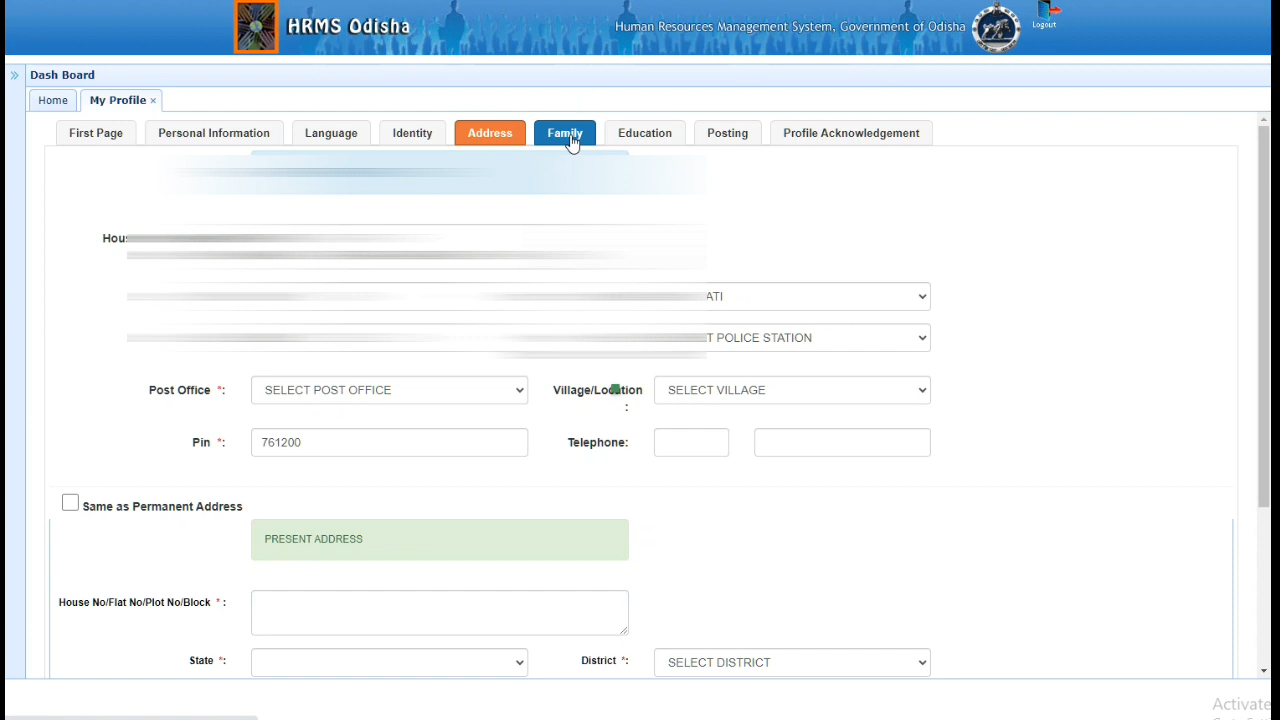 HRMS Odisha
Human Resources Management System, Government of Odisha
Logout
Dash Board
Home My Profile ×
First Page Personal Information Language Identity Address Family Education Posting Profile Acknowledgement
ATI
T POLICE STATION
Post Office *: SELECT POST OFFICE Village/Location : SELECT VILLAGE
Pin *: 761200 Telephone:
Same as Permanent Address
PRESENT ADDRESS
House No/Flat No/Plot No/Block * :
State *: District *: SELECT DISTRICT
Activate